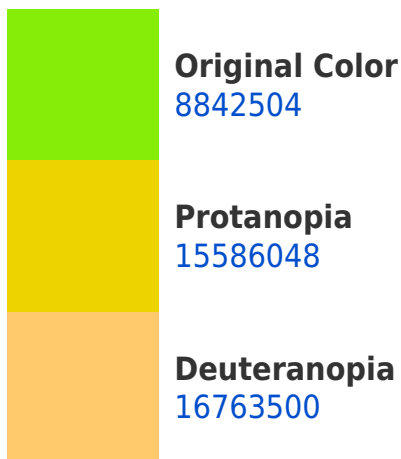 Original Color
8842504
Protanopia
15586048
Deuteranopia
16763500